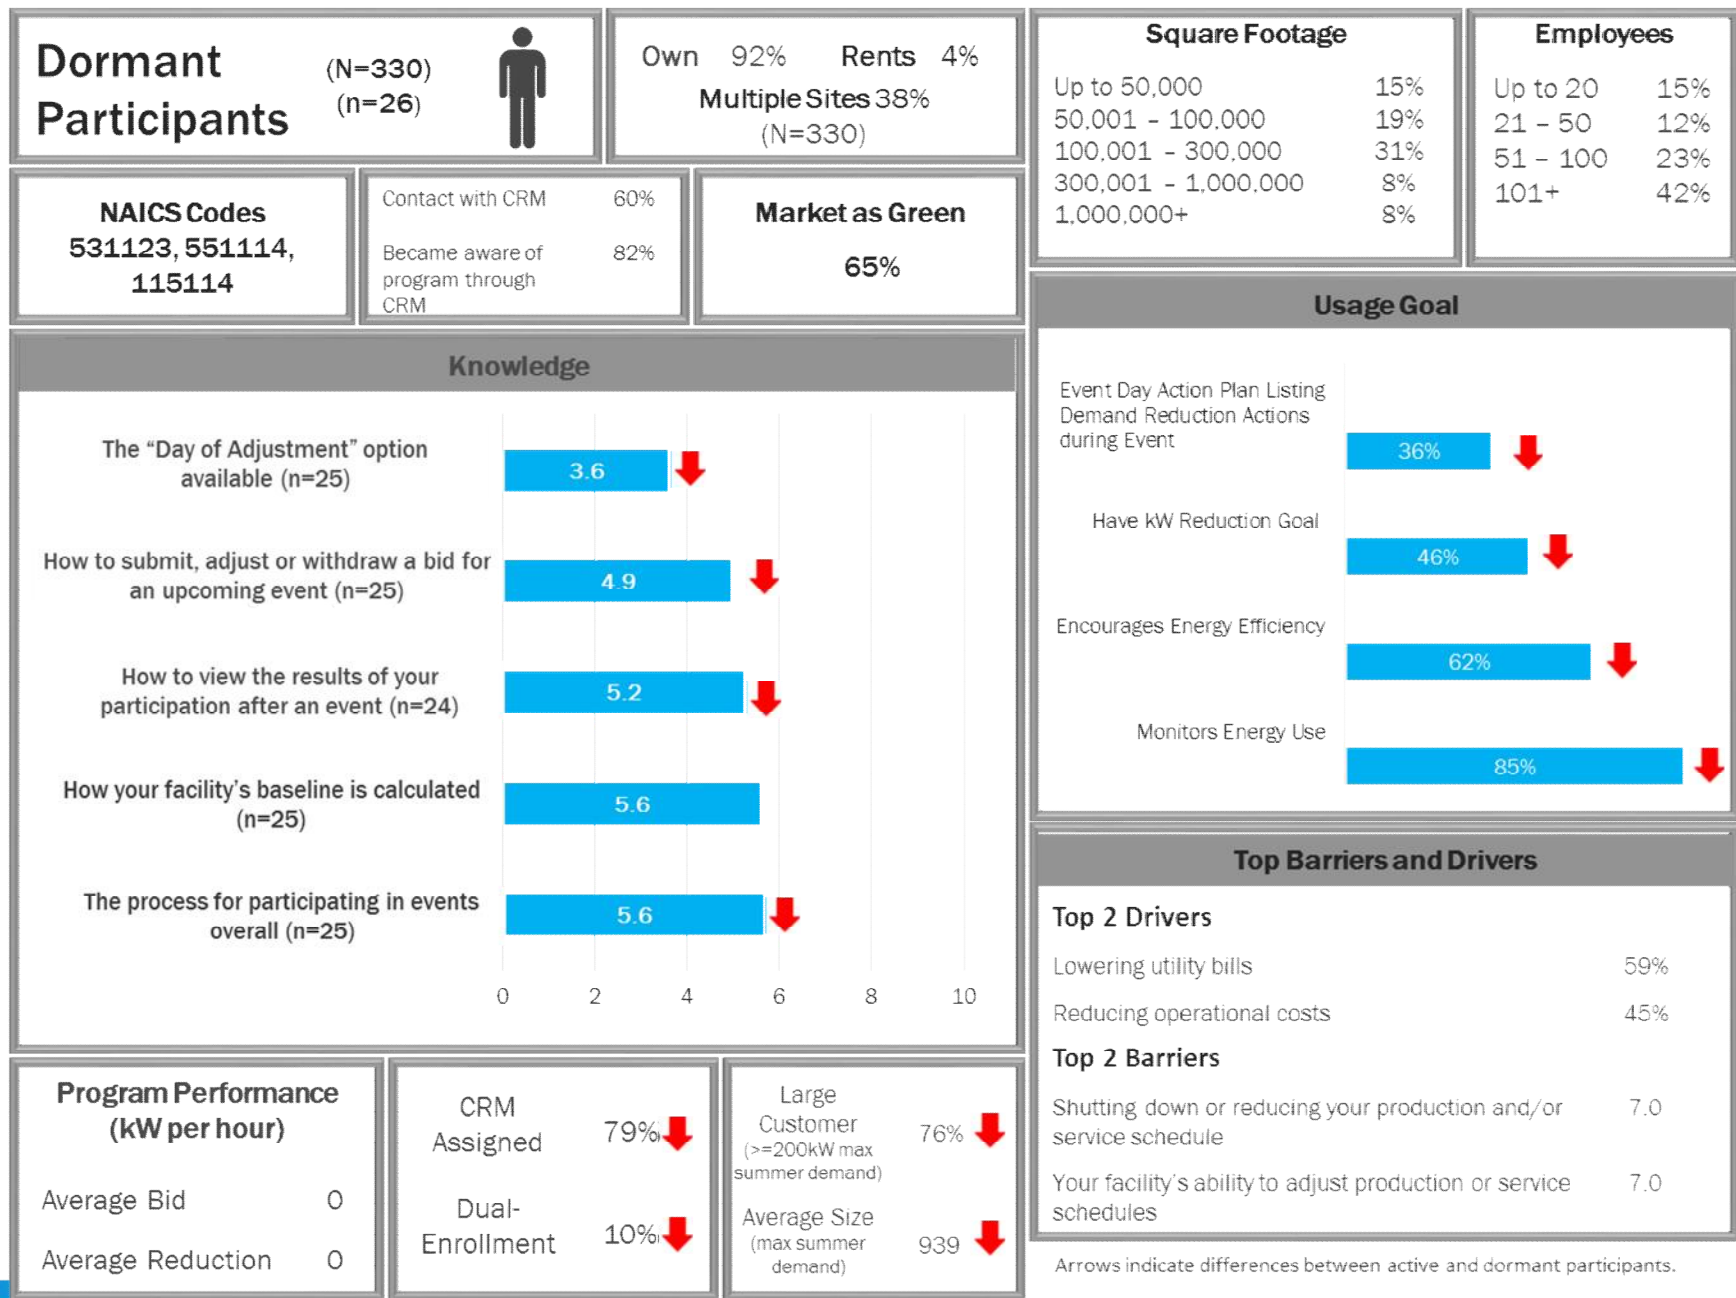 Dormant
Participants
(N=330)
(n=26)
Own 92% Rents 4%
Multiple Sites 38%
(N=330)
Square Footage
Up to 50,000 15%
50,001 – 100,000 19%
100,001 – 300,000 31%
300,001 – 1,000,000 8%
1,000,000+ 8%
Employees
Up to 20 15%
21 – 50 12%
51 – 100 23%
101+ 42%
NAICS Codes
531123, 551114,
115114
Contact with CRM 60%
Became aware of 82%
program through
CRM
Market as Green
65%
Knowledge
The “Day of Adjustment” option
available (n=25)
3.6
How to submit, adjust or withdraw a bid for
an upcoming event (n=25)
4.9
How to view the results of your
participation after an event (n=24)
5.2
How your facility’s baseline is calculated
(n=25)
5.6
The process for participating in events
overall (n=25)
5.6
0 2 4 6 8 10
Usage Goal
Event Day Action Plan Listing
Demand Reduction Actions
during Event
36%
Have kW Reduction Goal
46%
Encourages Energy Efficiency
62%
Monitors Energy Use
85%
Top Barriers and Drivers
Top 2 Drivers
Lowering utility bills 59%
Reducing operational costs 45%
Top 2 Barriers
Shutting down or reducing your production and/or 7.0
service schedule
Your facility’s ability to adjust production or service 7.0
schedules
Program Performance
(kW per hour)
Average Bid 0
Average Reduction 0
CRM
Assigned
79%
Dual-
Enrollment
10%
Large
Customer
(>=200kW max
summer demand)
76%
Average Size
(max summer
demand)
939
Arrows indicate differences between active and dormant participants.